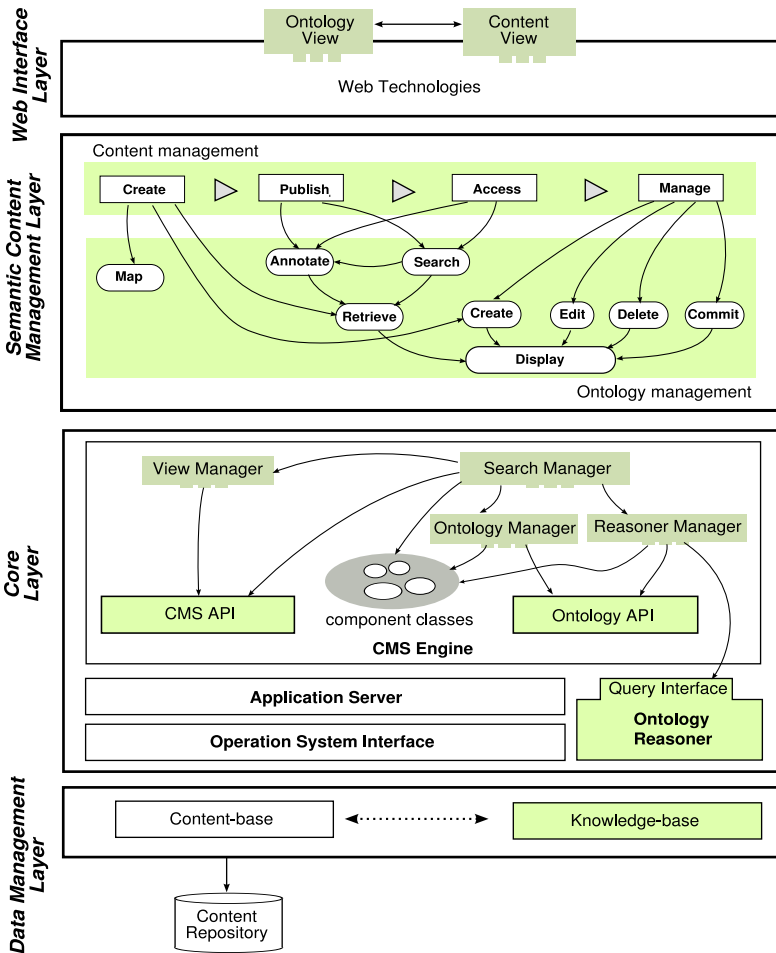 Web Interface
Layer
Ontology
View
Content
View
Web Technologies
Semantic Content
Management Layer
Content management
Create
Publish
Access
Manage
Annotate
Search
Map
Retrieve
Create
Edit
Delete
Commit
Display
Ontology management
Core
Layer
View Manager
Search Manager
Ontology Manager
Reasoner Manager
CMS API
component classes
Ontology API
CMS Engine
Application Server
Operation System Interface
Query Interface
Ontology
Reasoner
Data Management
Layer
Content-base
Knowledge-base
Content
Repository